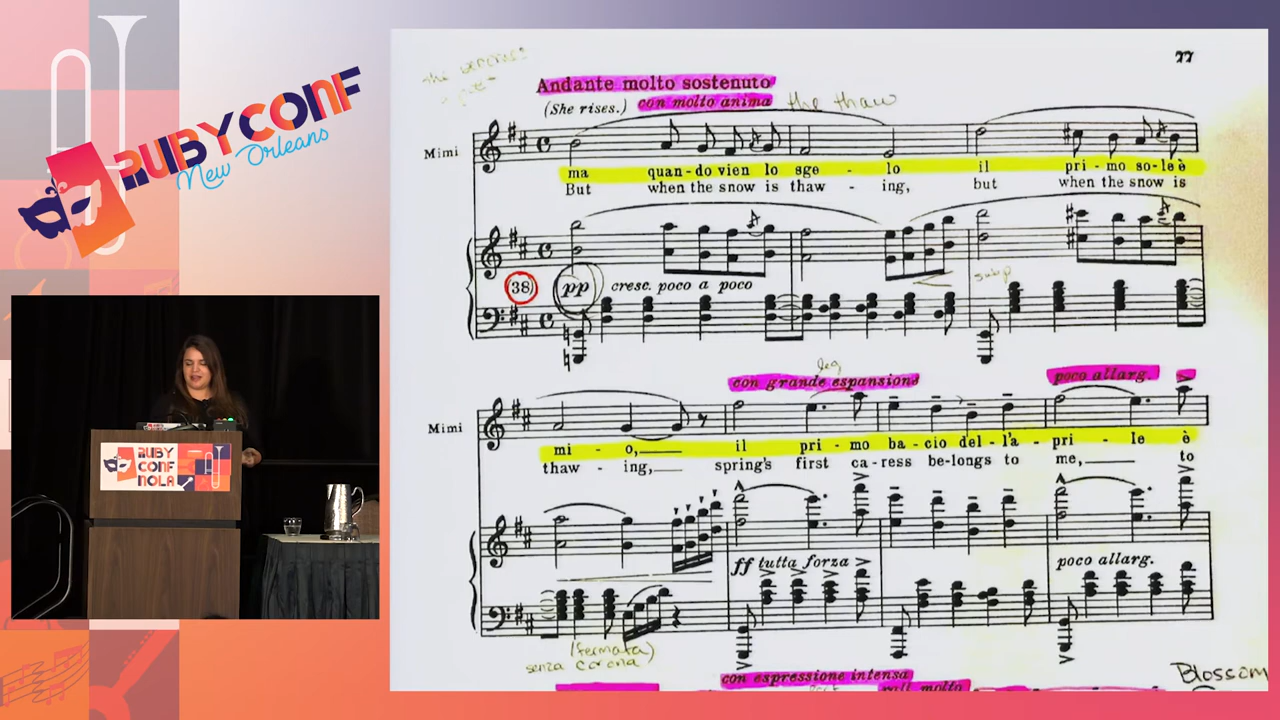 RUBYCONF
New Orleans
RUBY
CONF
NOLA
77
Andante molto sostenuto
(She rises.) con molto anima the thaw
Mimi
ma quan-do vien lo sge - lo il pri-mo so-le è
But when the snow is thaw - ing, but when the snow is
38 pp cresc. poco a poco
subp
leg
con grande espansione poco allarg.
Mimi
mi - o, il pri-mo ba-cio del-l'a - pri - le è
thaw - ing, spring's first ca-ress be-longs to me, to
ff tutta forza poco allarg.
(fermata)
senza corona
Blossom
con espressione intensa rall. molto